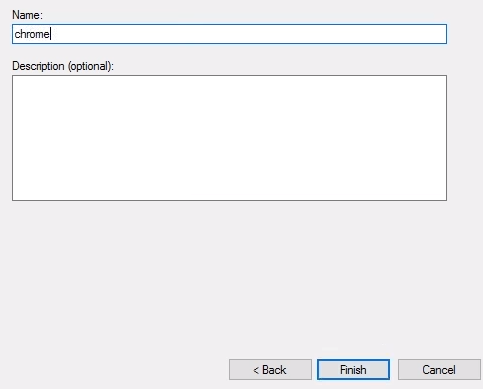 Name:
chrome
Description (optional):
< Back
Finish
Cancel